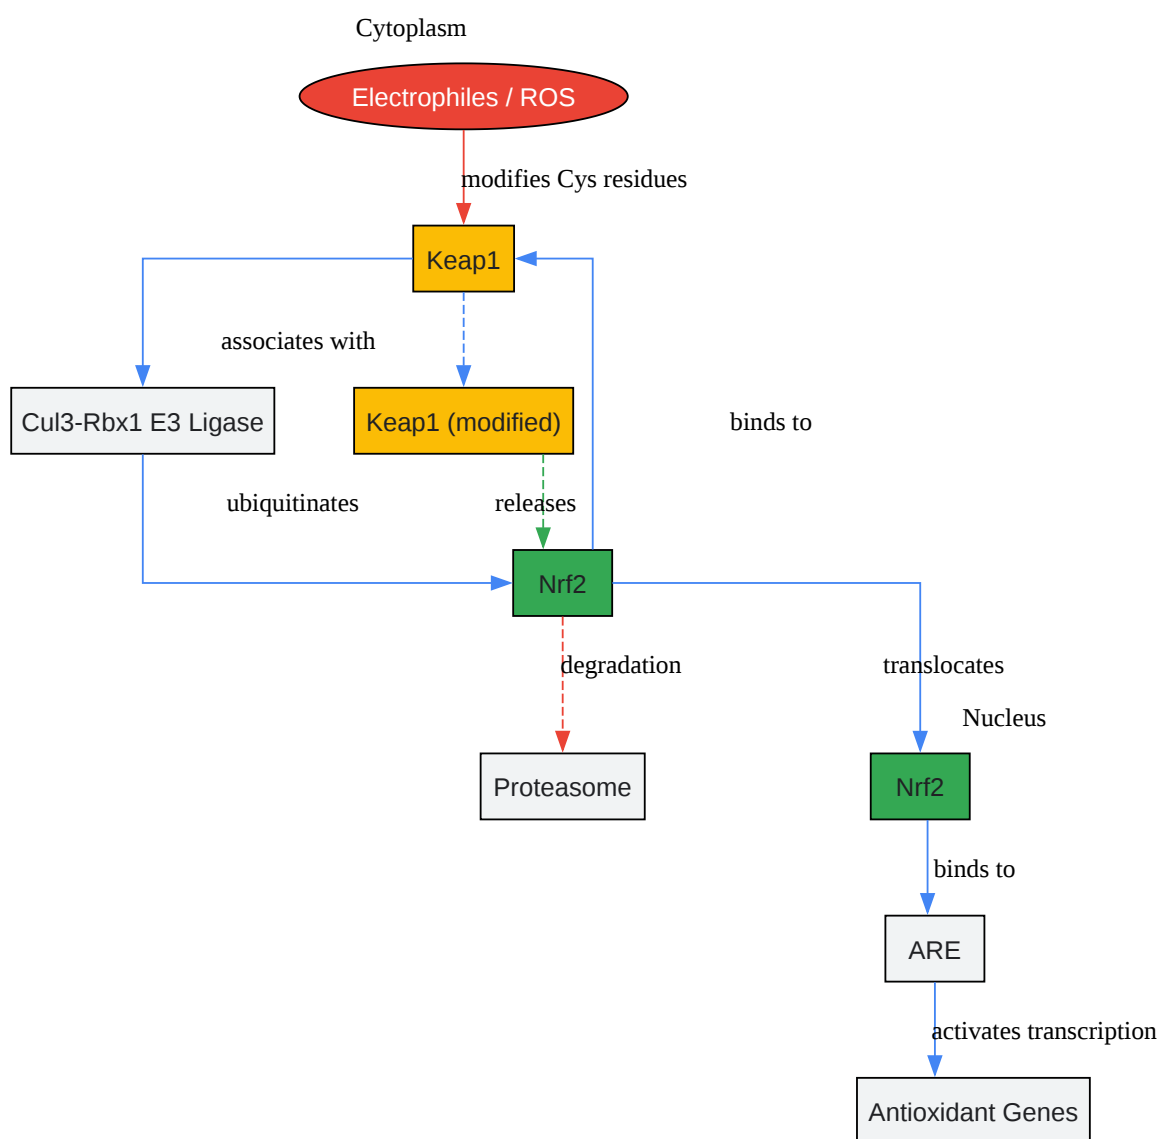 Cytoplasm
Electrophiles / ROS
modifies Cys residues
Keap1
associates with
Cul3-Rbx1 E3 Ligase
Keap1 (modified)
binds to
ubiquitinates
releases
Nrf2
degradation
translocates
Nucleus
Proteasome
Nrf2
binds to
ARE
activates transcription
Antioxidant Genes